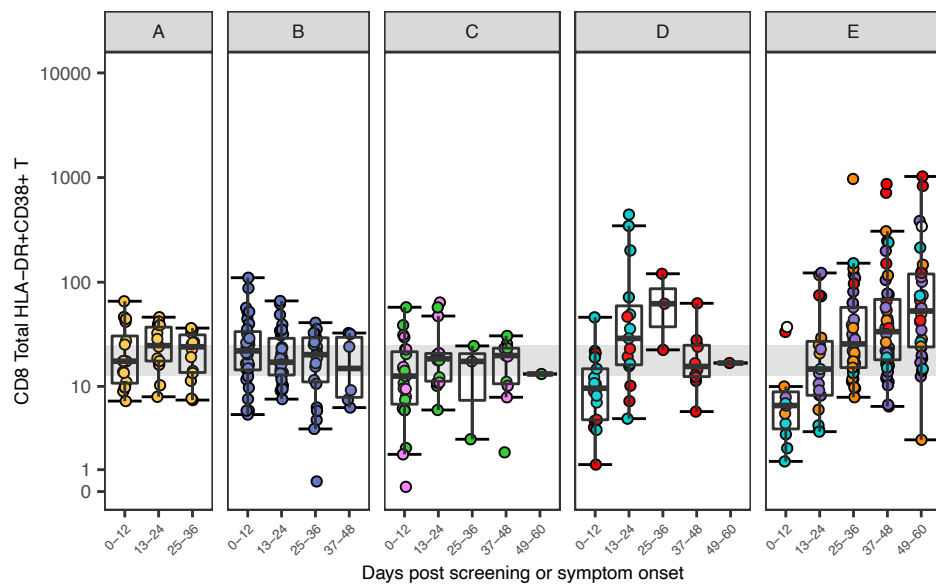 A B C D E
CD8 Total HLA−DR+CD38+ T
10000
1000
100
10
1
0
0−12 13−24 25−36 0−12 13−24 25−36 37−48 0−12 13−24 25−36 37−48 49−60 0−12 13−24 25−36 37−48 49−60 0−12 13−24 25−36 37−48 49−60
Days post screening or symptom onset